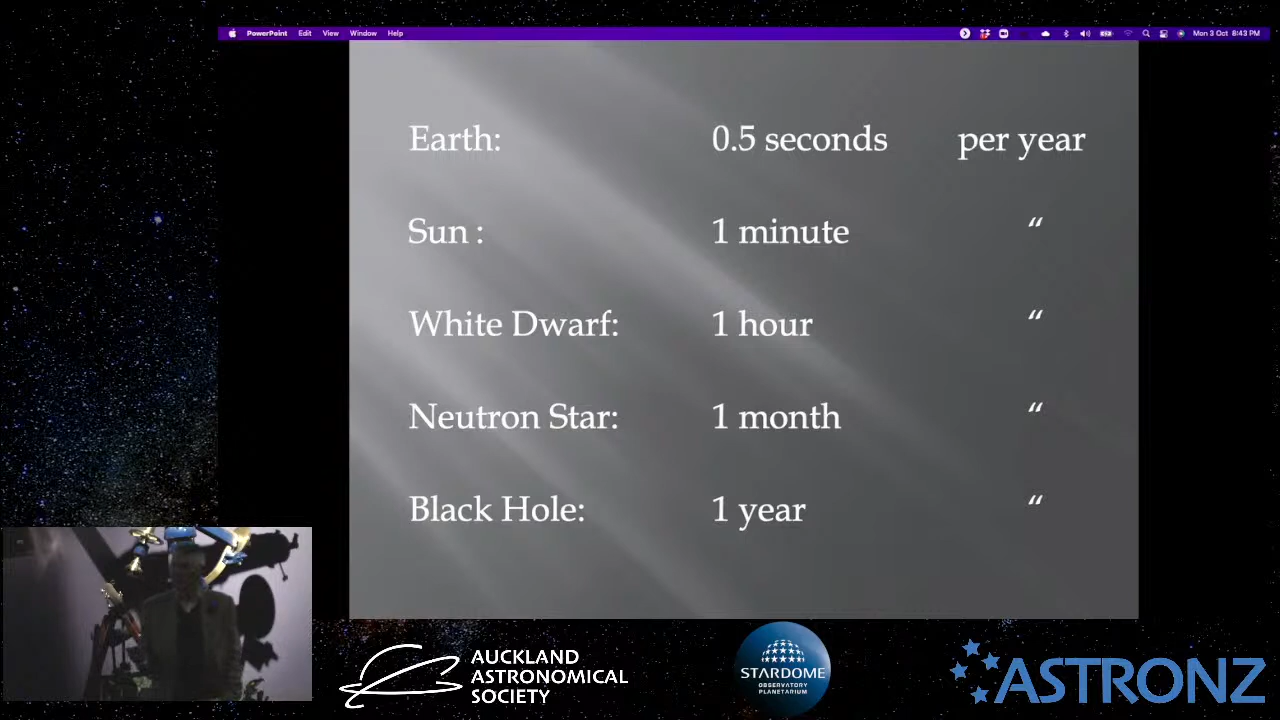 PowerPoint Edit View Window Help Mon 3 Oct 8:43 PM
Earth: 0.5 seconds per year
Sun : 1 minute “
White Dwarf: 1 hour “
Neutron Star: 1 month “
Black Hole: 1 year “
AUCKLAND
ASTRONOMICAL
SOCIETY
STARDOME
OBSERVATORY
PLANETARIUM
ASTRONZ